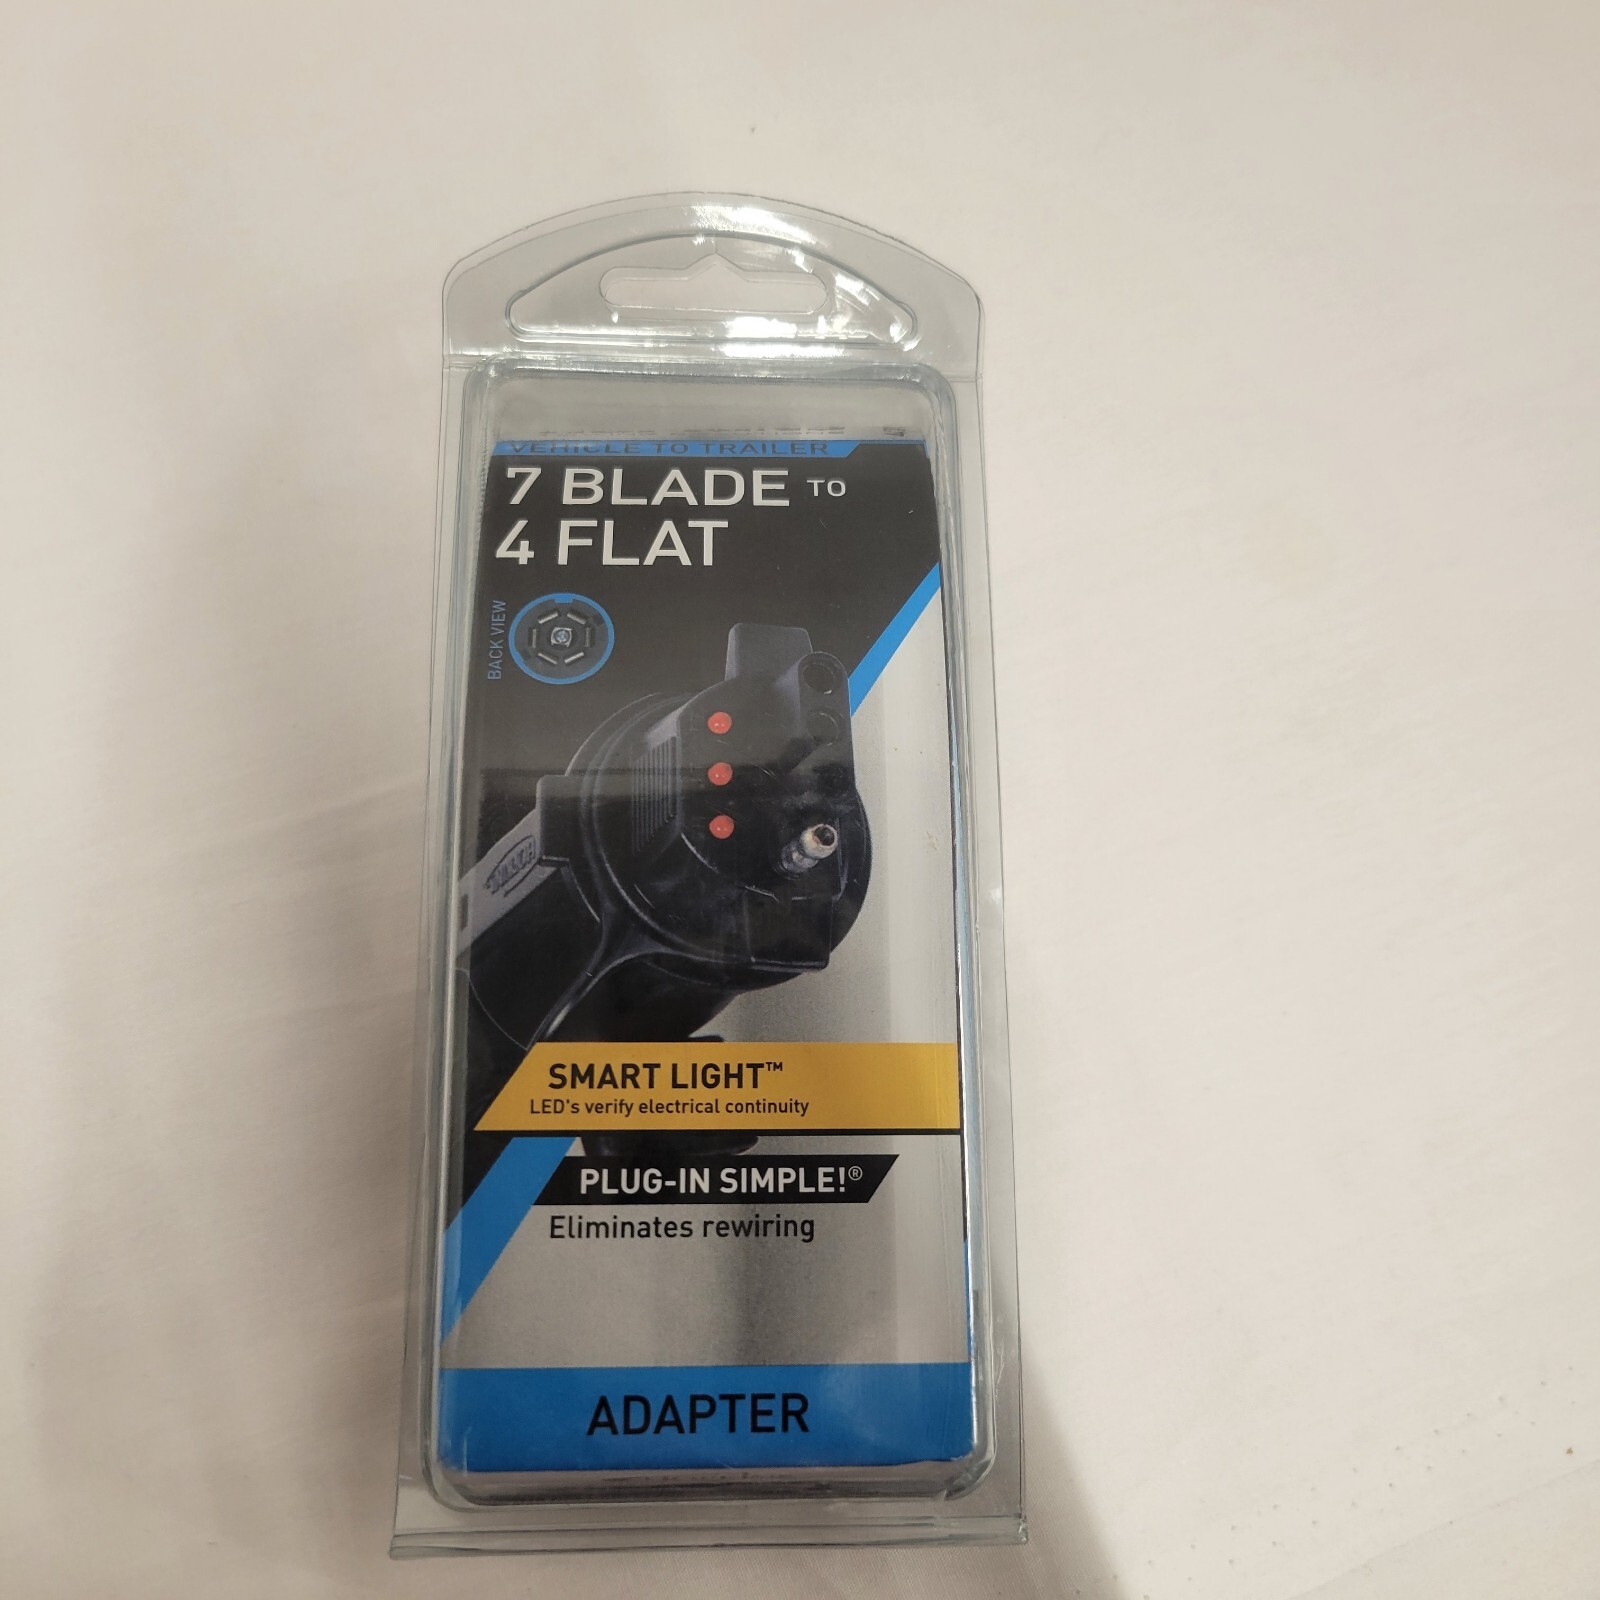 VEHICLE TO TRAILER
7 BLADE TO
4 FLAT
BACK VIEW
SMART LIGHT™
LED's verify electrical continuity
PLUG-IN SIMPLE!®
Eliminates rewiring
ADAPTER